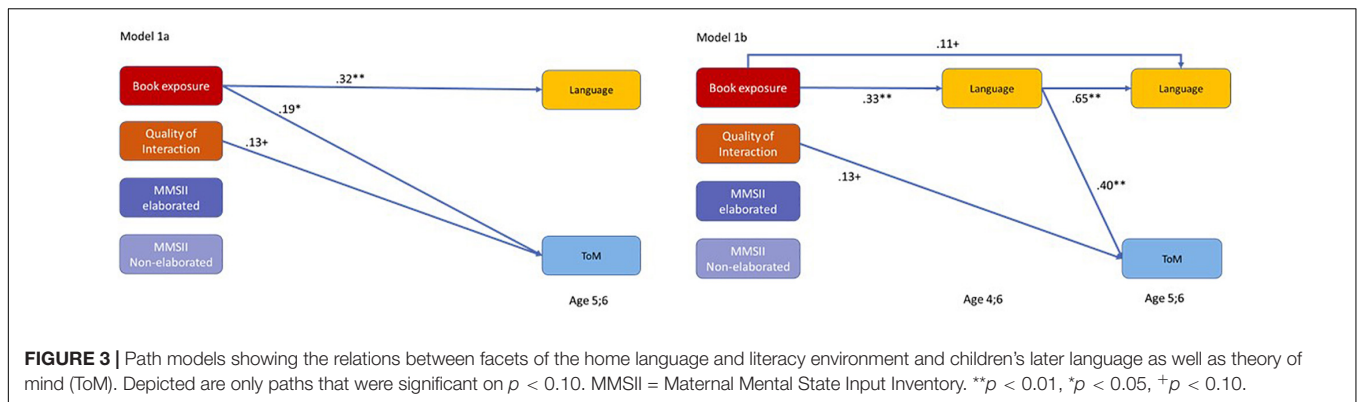 Model 1a
Book exposure
.32**
Language
.19*
Quality of
Interaction
.13+
MMSII
elaborated
MMSII
Non-elaborated
ToM
Age 5;6
Model 1b
.11+
Book exposure
.33**
Language
.65**
Language
Quality of
Interaction
.13+
.40**
MMSII
elaborated
MMSII
Non-elaborated
ToM
Age 4;6
Age 5;6
FIGURE 3 | Path models showing the relations between facets of the home language and literacy environment and children's later language as well as theory of
mind (ToM). Depicted are only paths that were significant on p < 0.10. MMSII = Maternal Mental State Input Inventory. **p < 0.01, *p < 0.05, +p < 0.10.